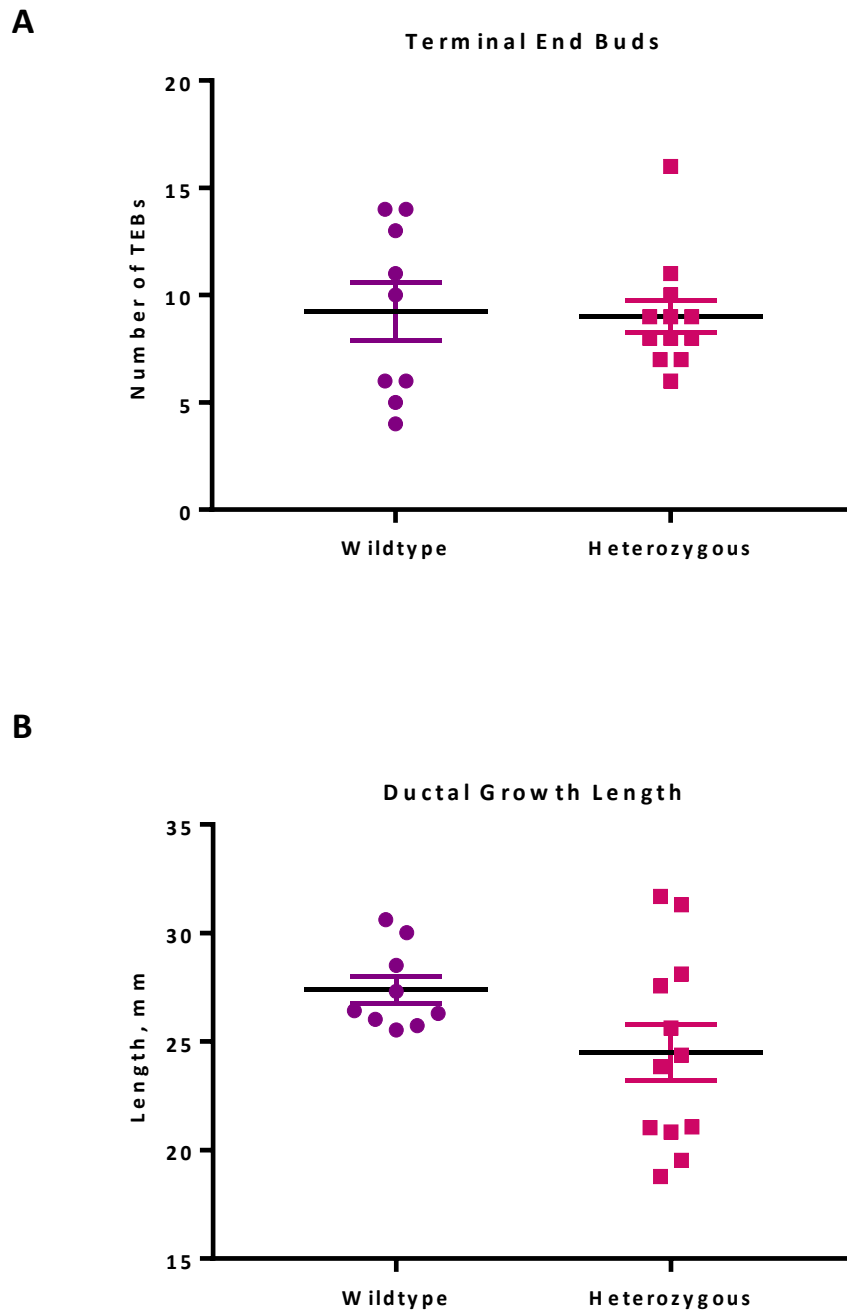 A
Terminal End Buds
20
15
10
5
0
Number of TEBs
Wildtype
Heterozygous
B
Ductal Growth Length
35
30
25
20
15
Length, mm
Wildtype
Heterozygous